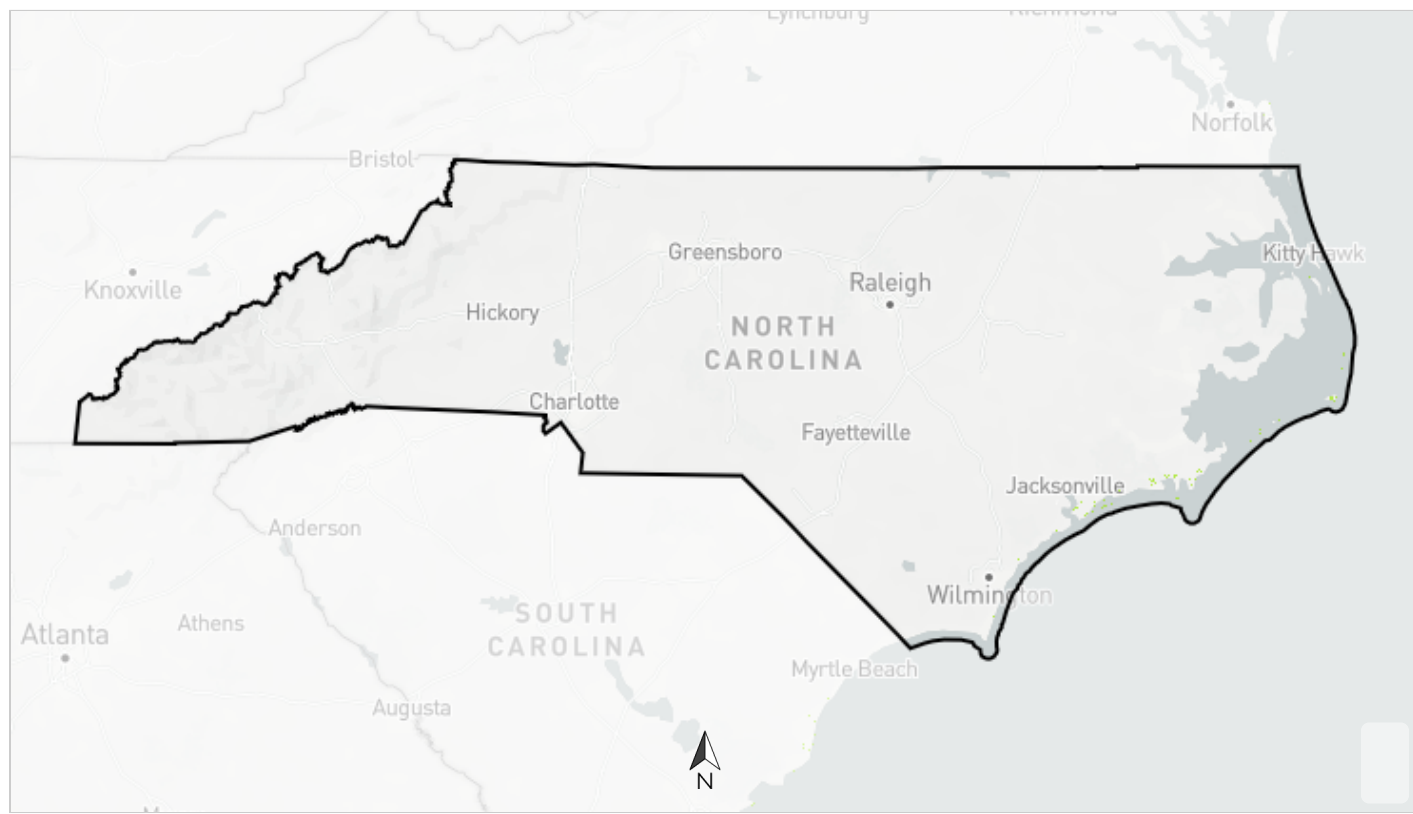 Lynchburg
Richmond
Norfolk
Bristol
Greensboro
Kitty Hawk
Knoxville
Raleigh
Hickory
NORTH
CAROLINA
Charlotte
Fayetteville
Jacksonville
Anderson
Wilmington
SOUTH
CAROLINA
Athens
Atlanta
Myrtle Beach
Augusta
N